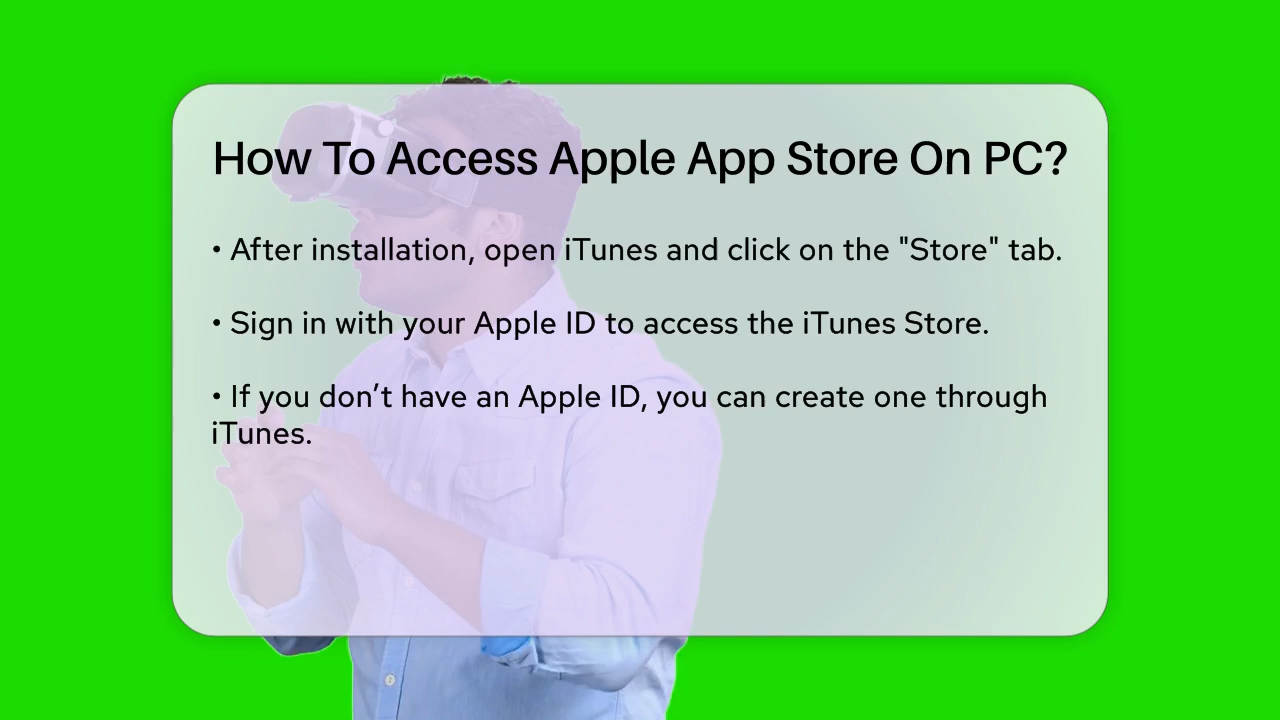 How To Access Apple App Store On PC?
• After installation, open iTunes and click on the "Store" tab.
• Sign in with your Apple ID to access the iTunes Store.
• If you don’t have an Apple ID, you can create one through
iTunes.